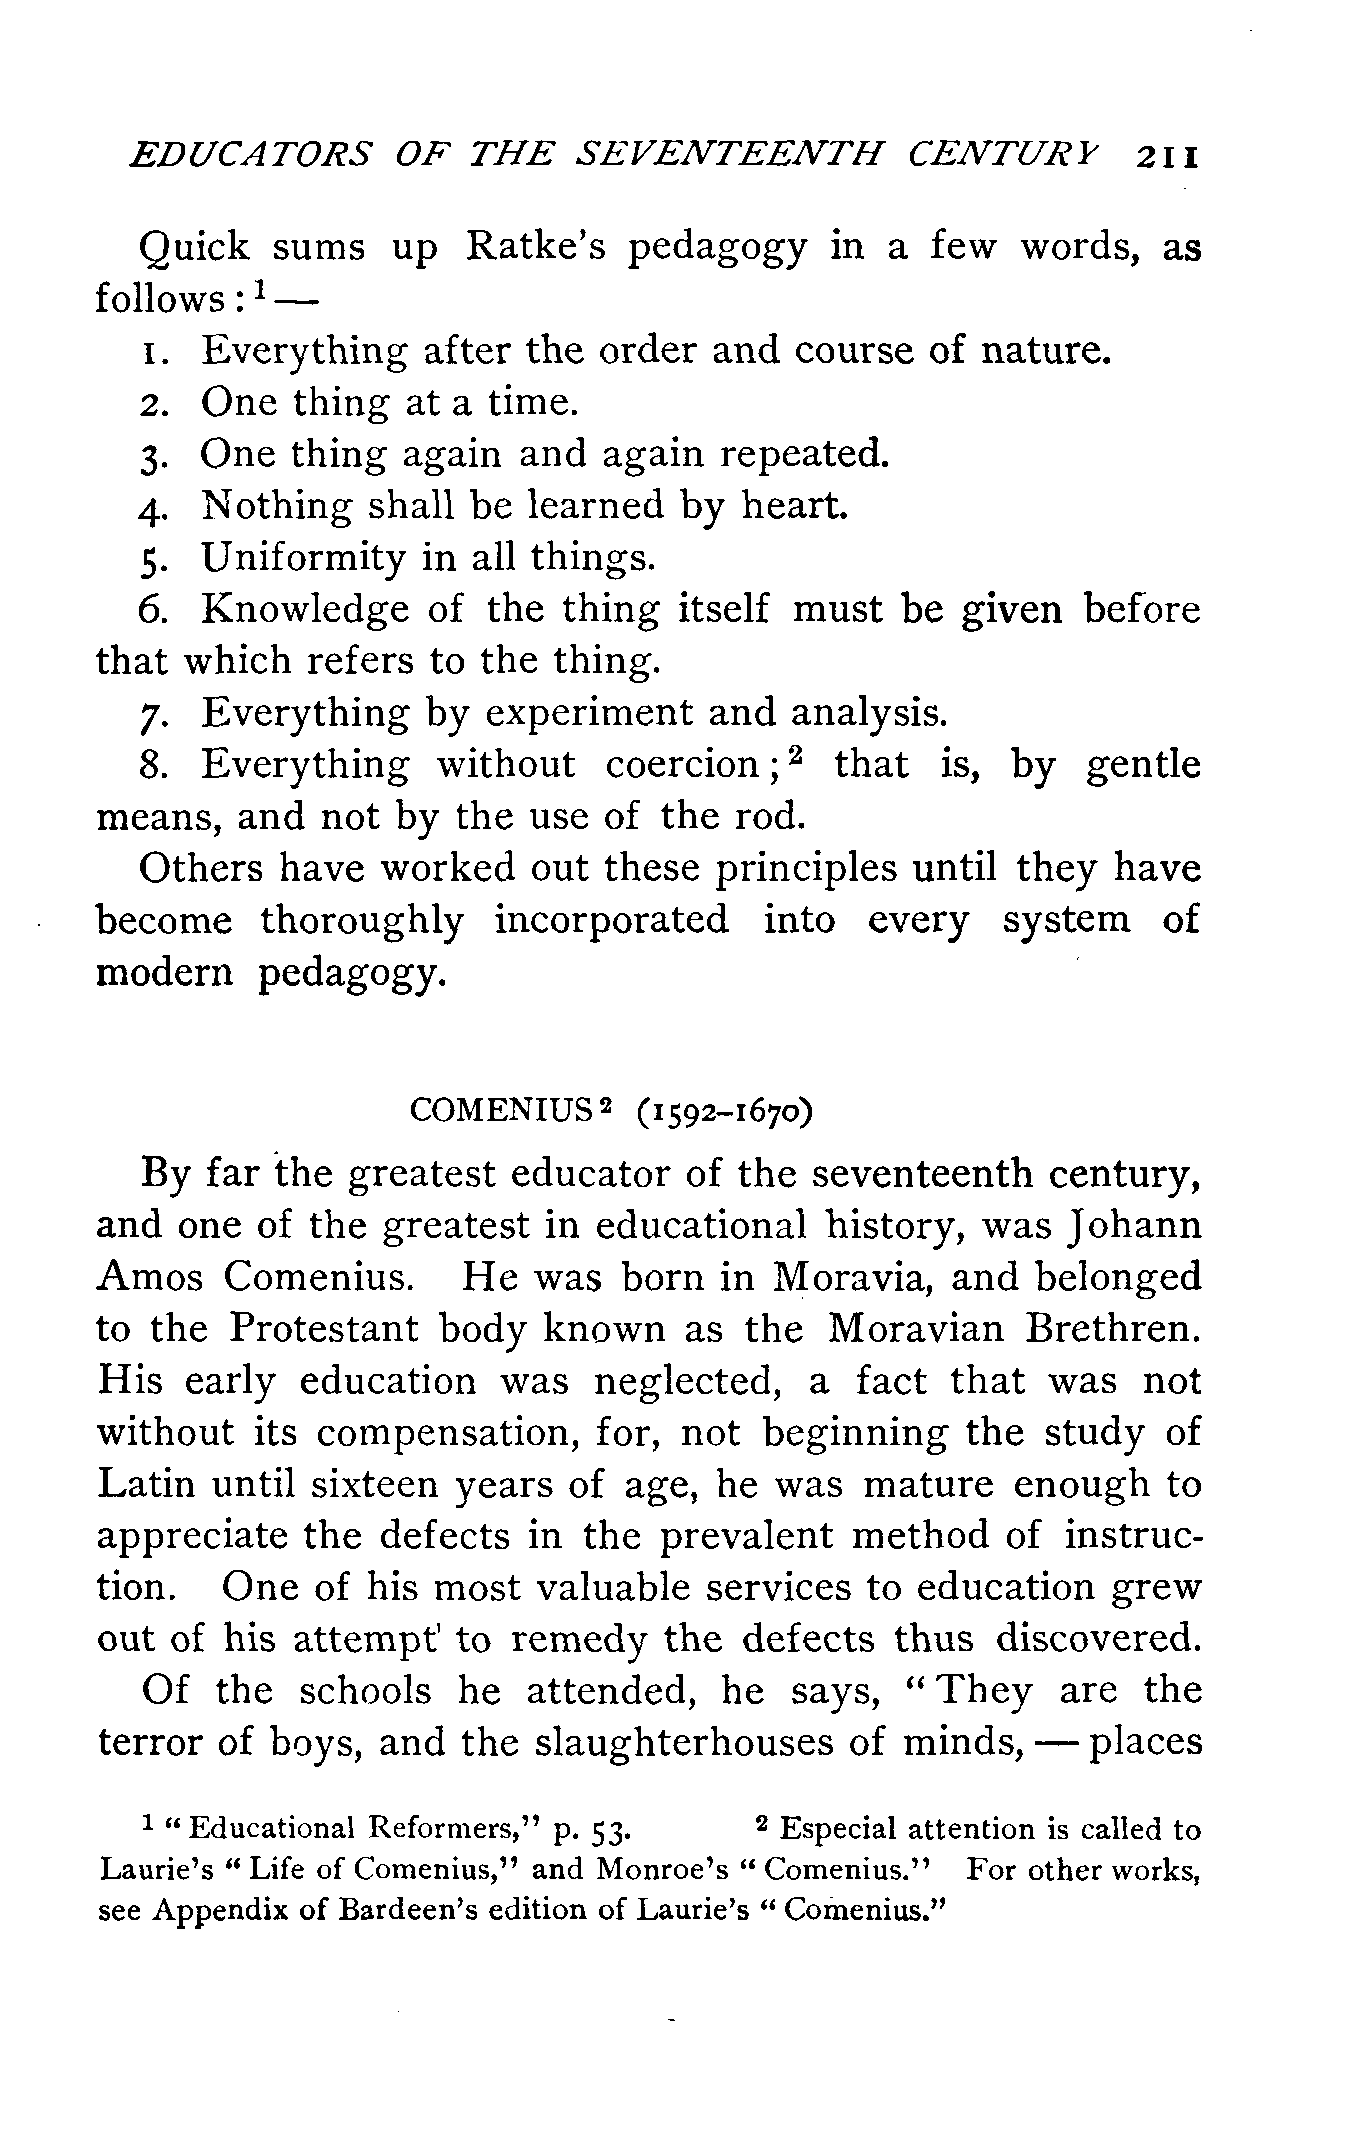 EDUCATORS OF THE SEVENTEENTH CENTURY 211
Quick sums up Ratke's pedagogy in a few words, as
follows : ¹ —
1. Everything after the order and course of nature.
2. One thing at a time.
3. One thing again and again repeated.
4. Nothing shall be learned by heart.
5. Uniformity in all things.
6. Knowledge of the thing itself must be given before
that which refers to the thing.
7. Everything by experiment and analysis.
8. Everything without coercion ; ² that is, by gentle
means, and not by the use of the rod.
Others have worked out these principles until they have
become thoroughly incorporated into every system of
modern pedagogy.
COMENIUS ² (1592–1670)
By far the greatest educator of the seventeenth century,
and one of the greatest in educational history, was Johann
Amos Comenius. He was born in Moravia, and belonged
to the Protestant body known as the Moravian Brethren.
His early education was neglected, a fact that was not
without its compensation, for, not beginning the study of
Latin until sixteen years of age, he was mature enough to
appreciate the defects in the prevalent method of instruc-
tion. One of his most valuable services to education grew
out of his attempt to remedy the defects thus discovered.
Of the schools he attended, he says, “ They are the
terror of boys, and the slaughterhouses of minds, — places
¹ “ Educational Reformers,” p. 53. ² Especial attention is called to
Laurie's “ Life of Comenius,” and Monroe's “ Comenius.” For other works,
see Appendix of Bardeen's edition of Laurie's “ Comenius.”